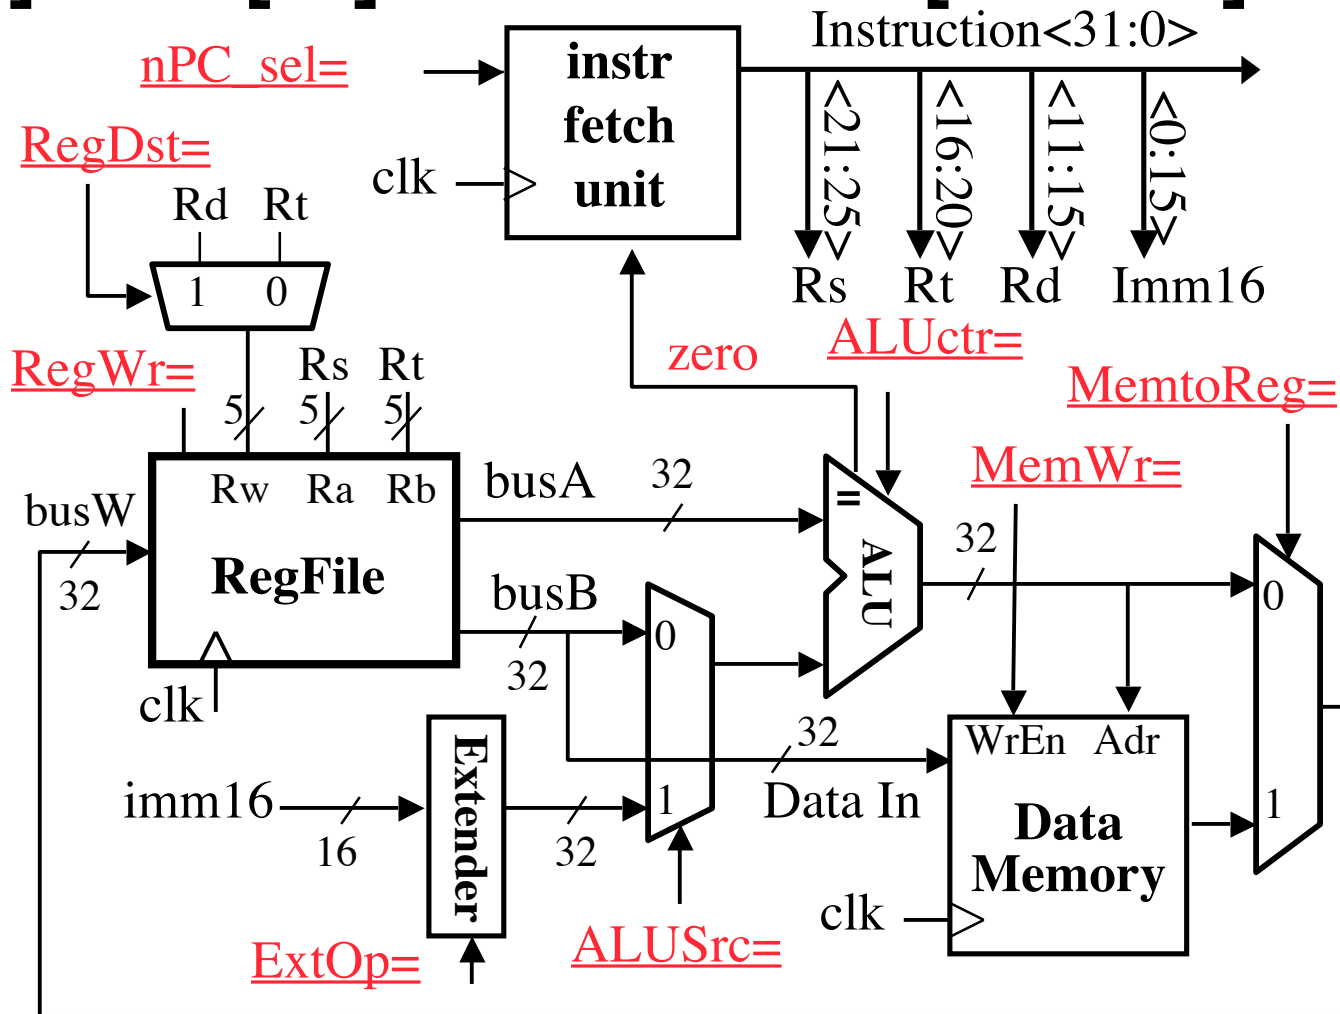 Instruction<31:0>
nPC_sel=
instr
fetch
unit
clk
<21:25>
<16:20>
<11:15>
<0:15>
Rs
Rt
Rd
Imm16
RegDst=
Rd
Rt
1
0
zero
ALUctr=
RegWr=
Rs
Rt
5
5
5
MemtoReg=
MemWr=
busW
32
Rw
Ra
Rb
RegFile
clk
busA
32
busB
32
=
ALU
32
0
1
0
1
imm16
16
Extender
32
32
Data In
WrEn
Adr
Data
Memory
clk
ExtOp=
ALUSrc=